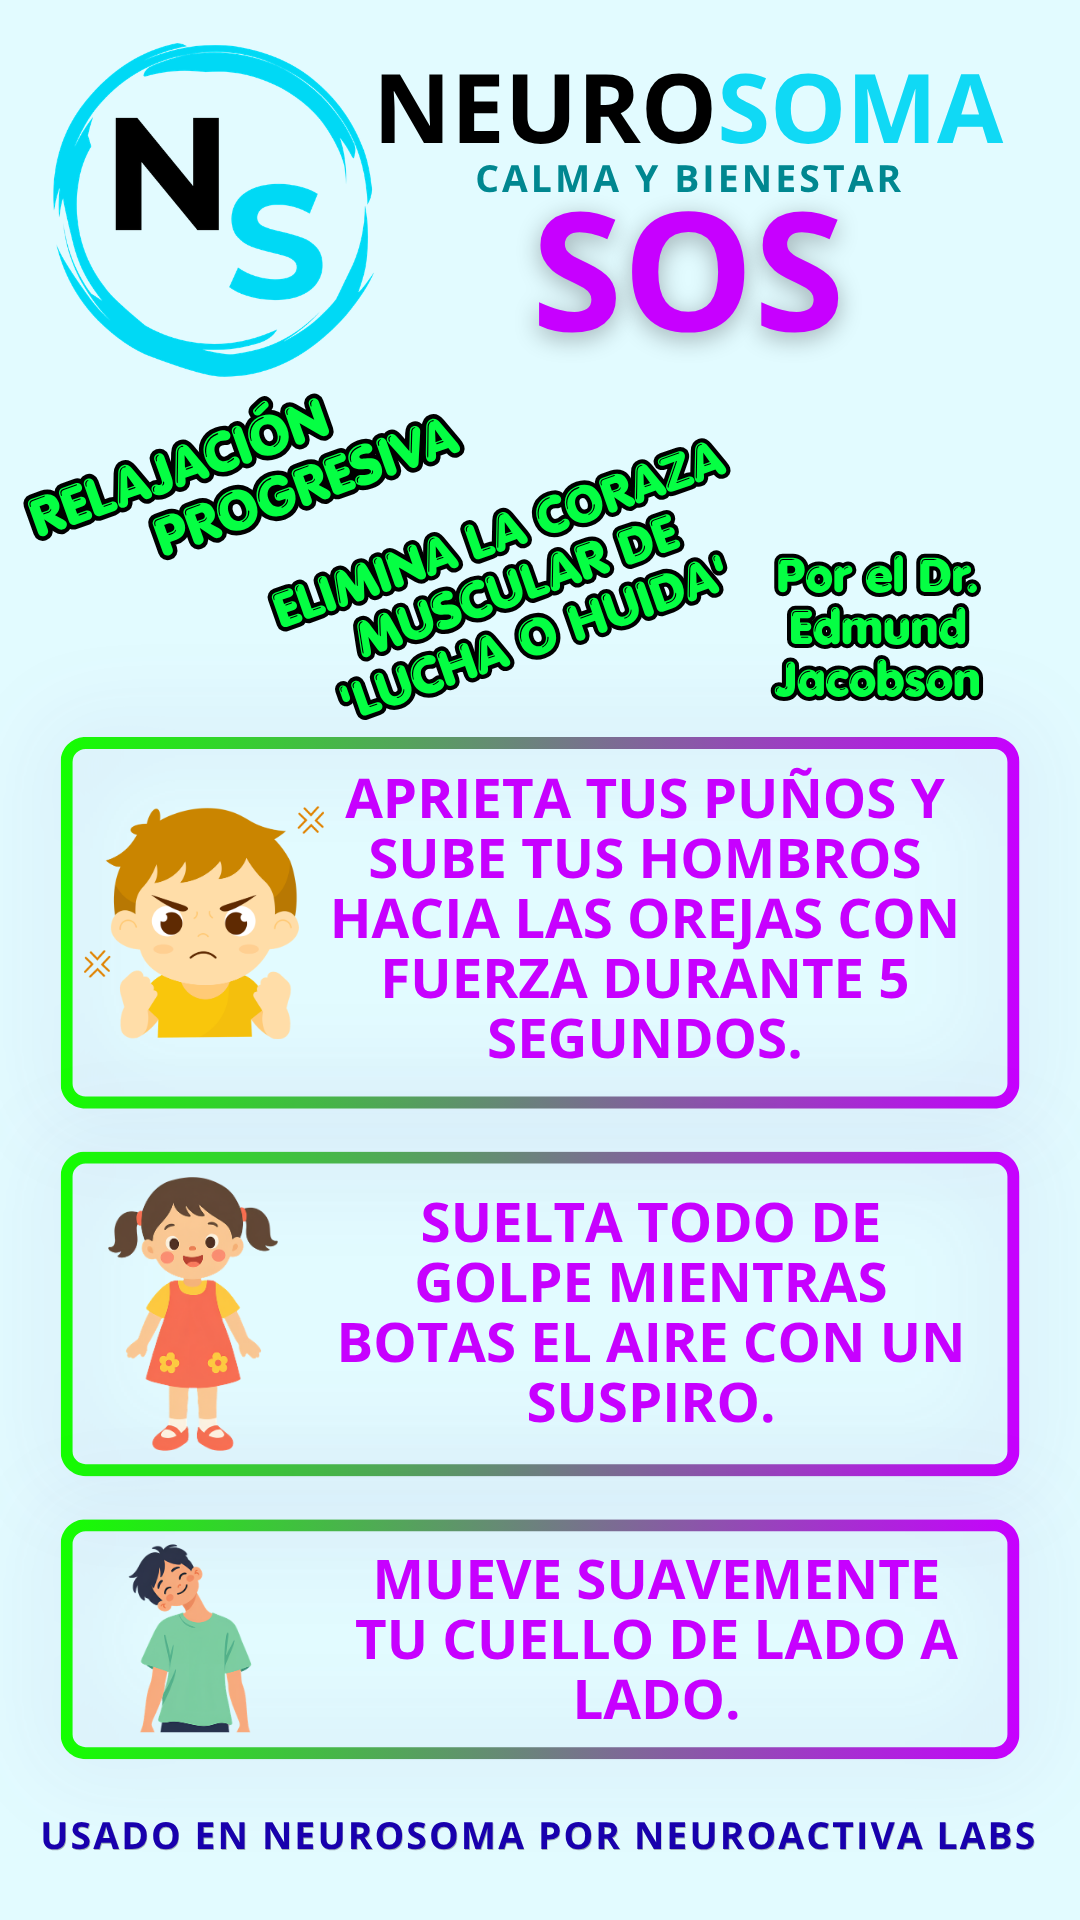 NS
NEUROSOMA
CALMA Y BIENESTAR
SOS
RELAJACIÓN
PROGRESIVA
ELIMINA LA CORAZA
MUSCULAR DE
'LUCHA O HUIDA'
Por el Dr.
Edmund
Jacobson
APRIETA TUS PUÑOS Y
SUBE TUS HOMBROS
HACIA LAS OREJAS CON
FUERZA DURANTE 5
SEGUNDOS.
SUELTA TODO DE
GOLPE MIENTRAS
BOTAS EL AIRE CON UN
SUSPIRO.
MUEVE SUAVEMENTE
TU CUELLO DE LADO A
LADO.
USADO EN NEUROSOMA POR NEUROACTIVA LABS